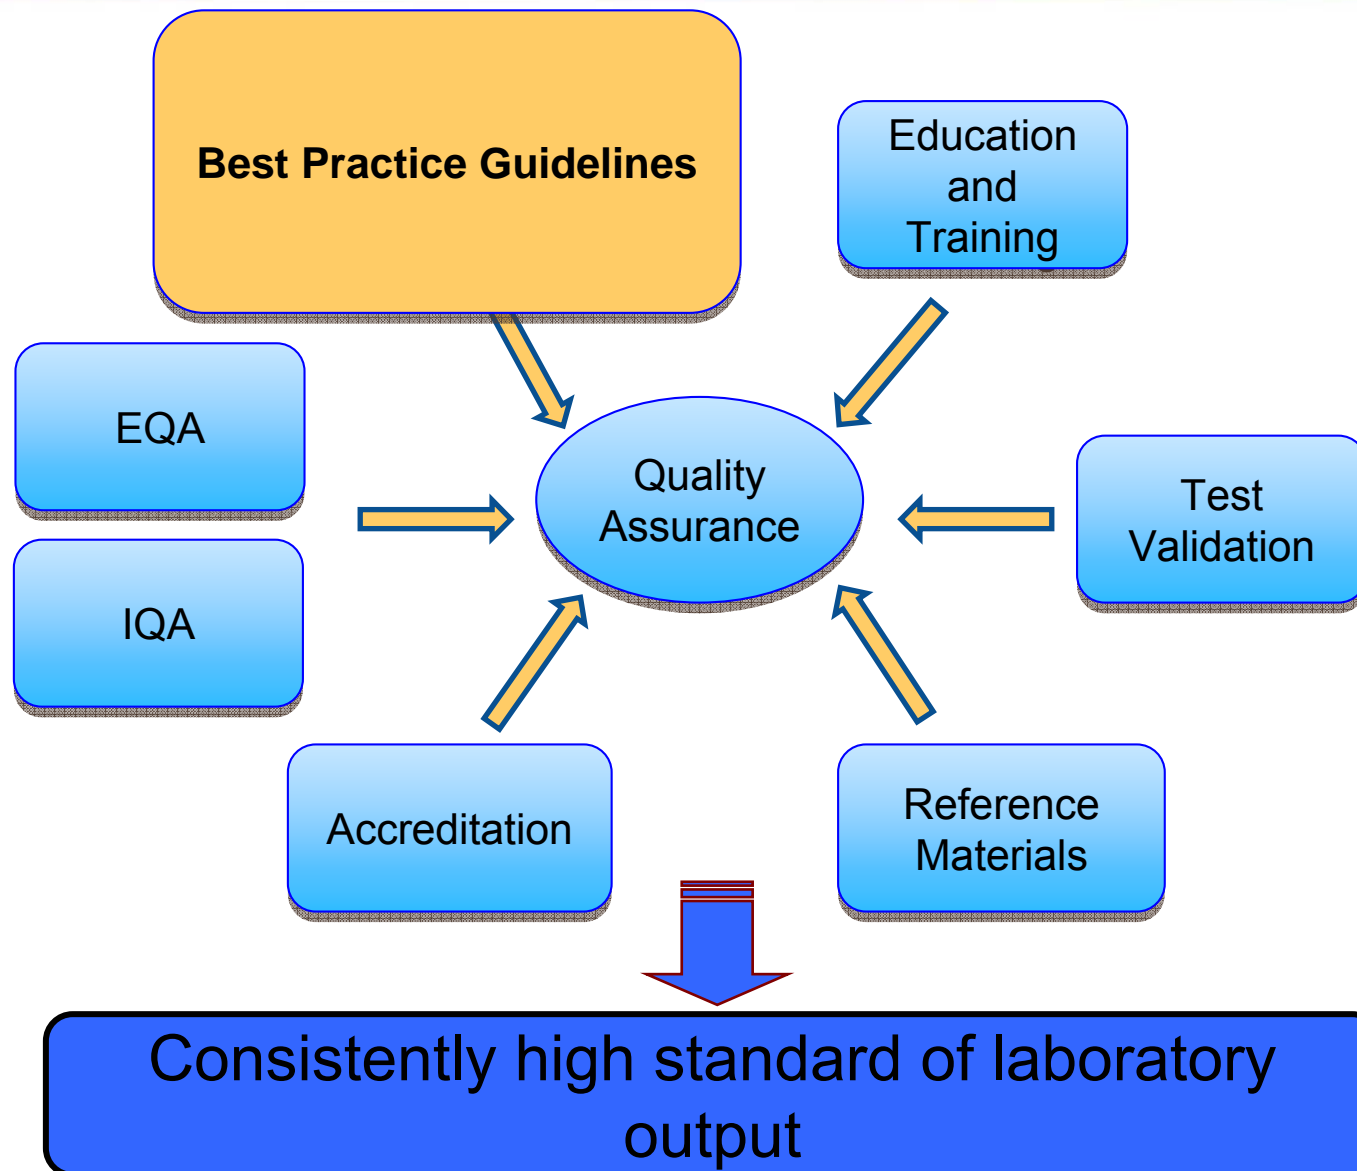 Best Practice Guidelines
Education
and
Training
EQA
Quality
Assurance
Test
Validation
IQA
Accreditation
Reference
Materials
Consistently high standard of laboratory
output